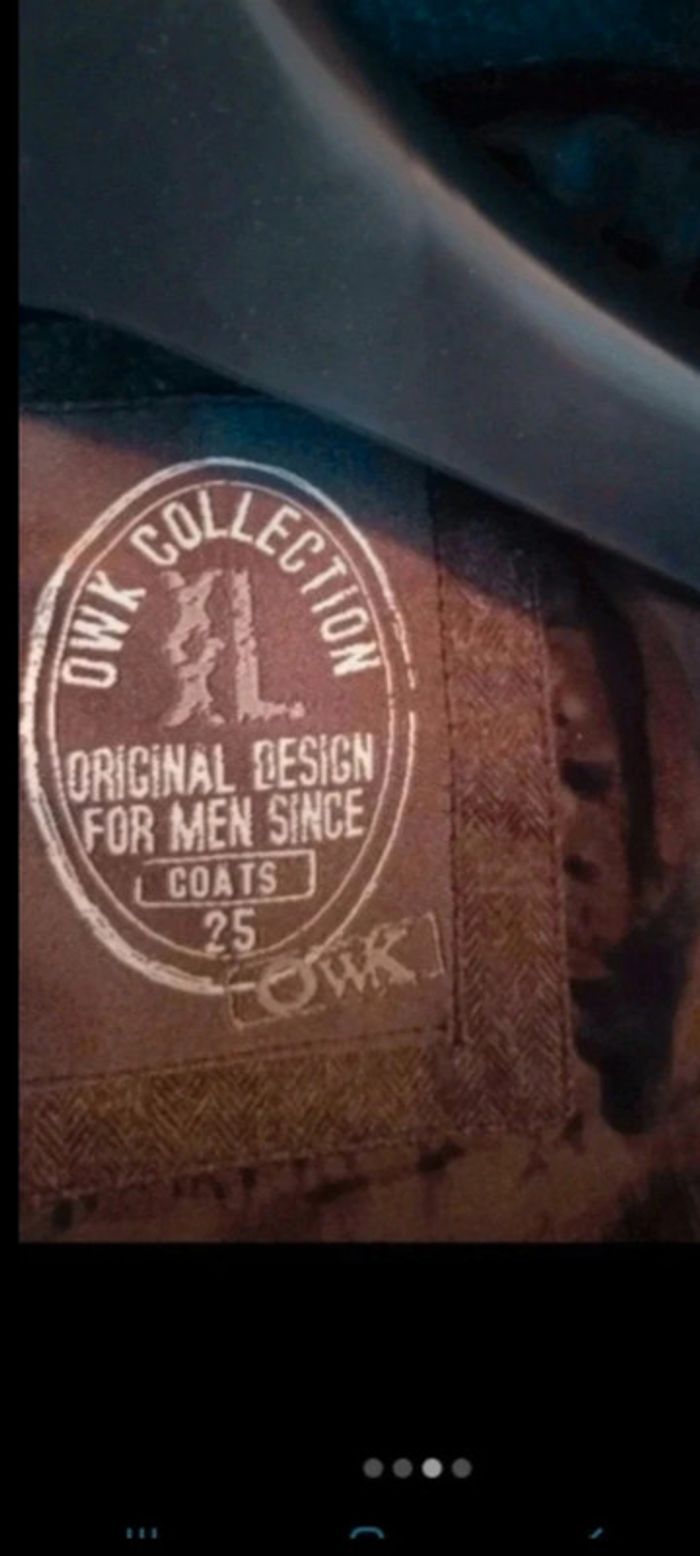 OWK COLLECTION
XL.
ORIGINAL DESIGN
FOR MEN SINCE
COATS
25
OWK